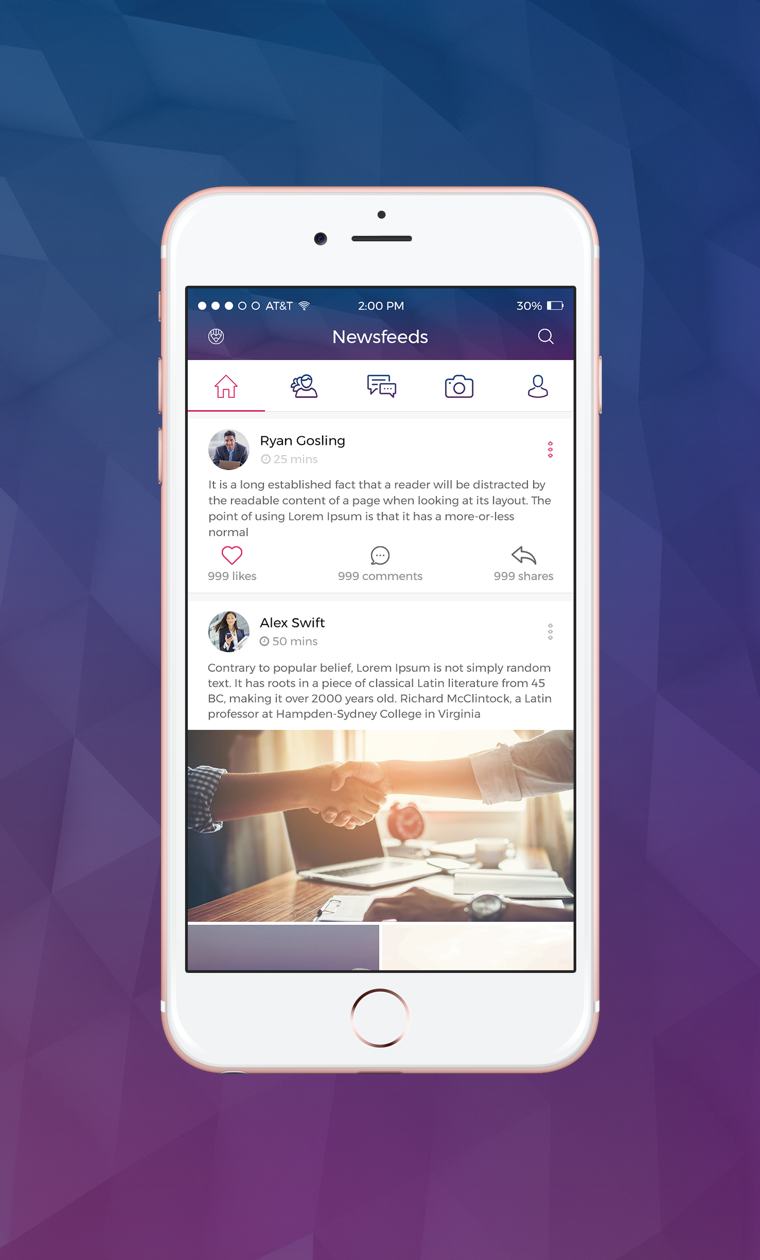 AT&T 2:00 PM 30%
Newsfeeds
Ryan Gosling
25 mins
It is a long established fact that a reader will be distracted by
the readable content of a page when looking at its layout. The
point of using Lorem Ipsum is that it has a more-or-less
normal
999 likes 999 comments 999 shares
Alex Swift
50 mins
Contrary to popular belief, Lorem Ipsum is not simply random
text. It has roots in a piece of classical Latin literature from 45
BC, making it over 2000 years old. Richard McClintock, a Latin
professor at Hampden-Sydney College in Virginia